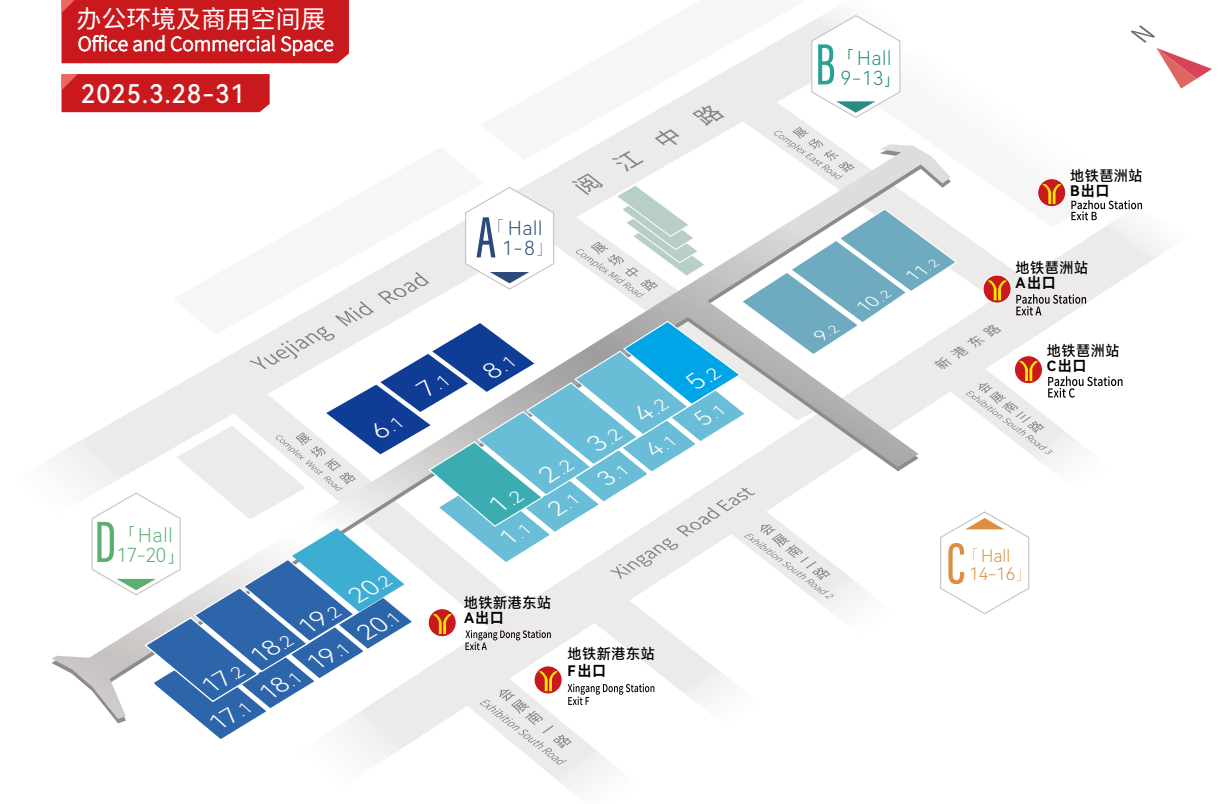 办公环境及商用空间展
Office and Commercial Space
2025.3.28-31
N
B「Hall
9-13」
阅江中路
展场东路
Complex East Road
地铁琶洲站
B出口
Pazhou Station
Exit B
A「Hall
1-8」
展场中路
Complex Mid Road
地铁琶洲站
A出口
Pazhou Station
Exit A
Yuejiang Mid Road
11.2
10.2
9.2
新港东路
地铁琶洲站
C出口
Pazhou Station
Exit C
会展南三路
Exhibition South Road 3
8.1
7.1
6.1
5.2
4.2
3.2
2.2
1.2
5.1
4.1
3.1
2.1
1.1
展场西路
Complex West Road
Xingang Road East
会展南二路
Exhibition South Road 2
D「Hall
17-20」
C「Hall
14-16」
20.2
19.2
18.2
17.2
20.1
19.1
18.1
17.1
地铁新港东站
A出口
Xingang Dong Station
Exit A
地铁新港东站
F出口
Xingang Dong Station
Exit F
会展南一路
Exhibition South Road